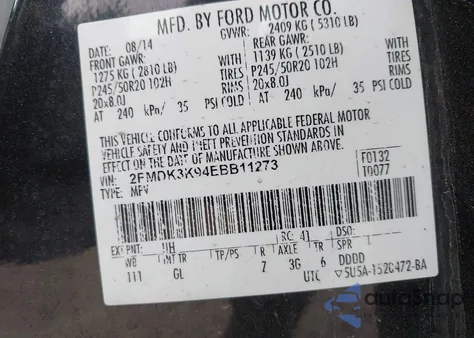 MFD. BY FORD MOTOR CO.
DATE: 08/14
GVWR: 2409 KG (5310 LB)
FRONT GAWR: REAR GAWR:
1275 KG (2810 LB) WITH 1139 KG (2510 LB) WITH
P245/50R20 102H TIRES P245/50R20 102H TIRES
20x8.0J RIMS 20x8.0J RIMS
AT 240 kPa/ 35 PSI COLD AT 240 kPa/ 35 PSI COLD
THIS VEHICLE CONFORMS TO ALL APPLICABLE FEDERAL MOTOR
VEHICLE SAFETY AND THEFT PREVENTION STANDARDS IN
EFFECT ON THE DATE OF MANUFACTURE SHOWN ABOVE.
VIN: 2FMDK3K94EBB11273 F0132
TYPE: MPV T0077
EXT PNT: UH RC: 41 DSO:
WB INT TR TP/PS R AXLE TR SPR
111 GL Z 3G 6 DDDD
UTC ▽5U5A-1520472-BA
autoSnap